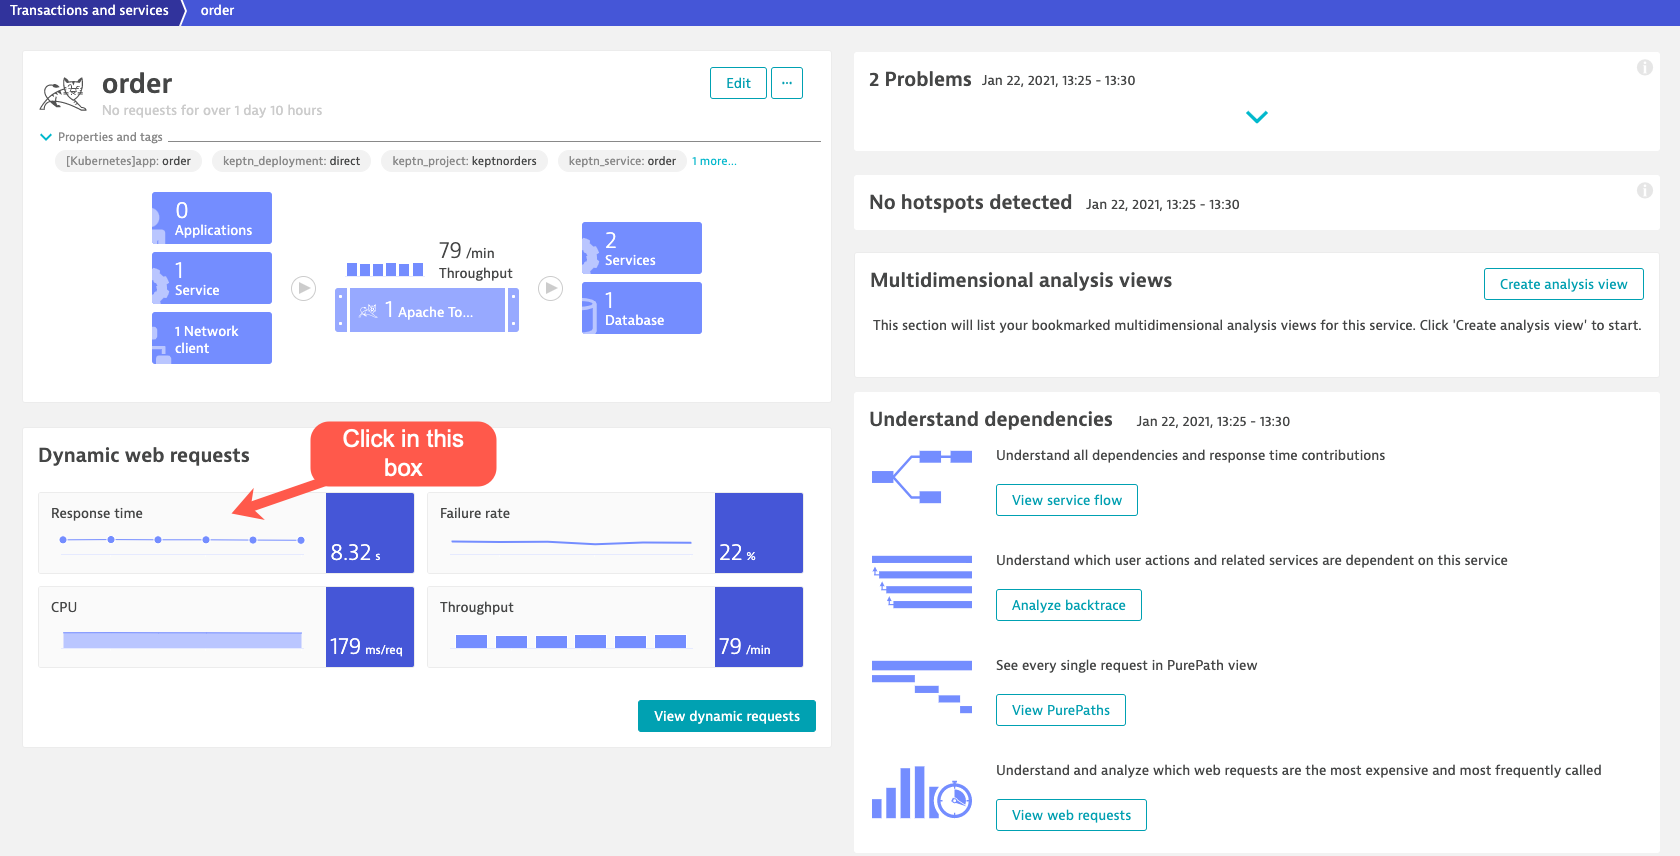 Transactions and services
order
order
No requests for over 1 day 10 hours
Edit
...
Properties and tags
[Kubernetes]app: order
keptn_deployment: direct
keptn_project: keptnorders
keptn_service: order
1 more...
0
Applications
1
Service
1 Network
client
79 /min
Throughput
1 Apache To...
2
Services
1
Database
Dynamic web requests
Click in this
box
Response time
8.32 s
Failure rate
22 %
CPU
179 ms/req
Throughput
79 /min
View dynamic requests
2 Problems Jan 22, 2021, 13:25 - 13:30
No hotspots detected Jan 22, 2021, 13:25 - 13:30
Multidimensional analysis views
Create analysis view
This section will list your bookmarked multidimensional analysis views for this service. Click 'Create analysis view' to start.
Understand dependencies Jan 22, 2021, 13:25 - 13:30
Understand all dependencies and response time contributions
View service flow
Understand which user actions and related services are dependent on this service
Analyze backtrace
See every single request in PurePath view
View PurePaths
Understand and analyze which web requests are the most expensive and most frequently called
View web requests